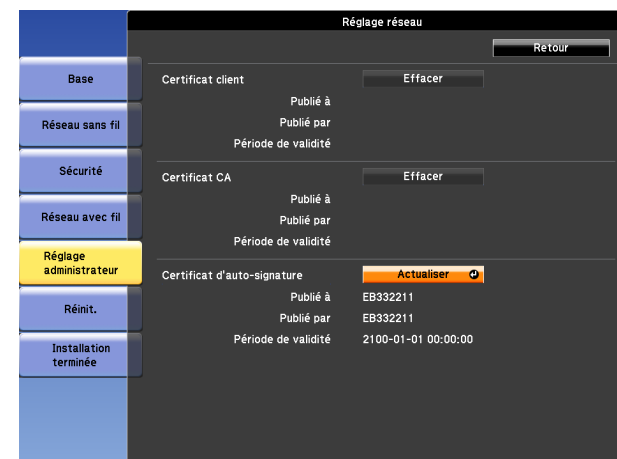 Réglage réseau
Retour
Base
Réseau sans fil
Sécurité
Réseau avec fil
Réglage
administrateur
Réinit.
Installation
terminée
Certificat client Effacer
Publié à
Publié par
Période de validité
Certificat CA Effacer
Publié à
Publié par
Période de validité
Certificat d'auto-signature Actualiser
Publié à EB332211
Publié par EB332211
Période de validité 2100-01-01 00:00:00